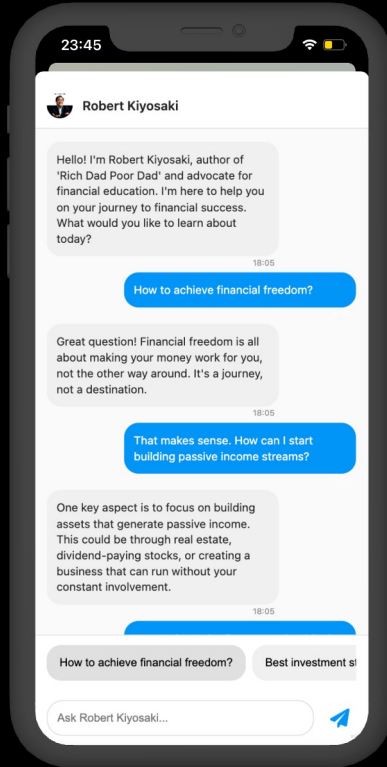 23:45
Robert Kiyosaki
Hello! I'm Robert Kiyosaki, author of
'Rich Dad Poor Dad' and advocate for
financial education. I'm here to help you
on your journey to financial success.
What would you like to learn about
today?
18:05
How to achieve financial freedom?
Great question! Financial freedom is all
about making your money work for you,
not the other way around. It's a journey,
not a destination.
18:05
That makes sense. How can I start
building passive income streams?
One key aspect is to focus on building
assets that generate passive income.
This could be through real estate,
dividend-paying stocks, or creating a
business that can run without your
constant involvement.
18:05
How to achieve financial freedom?
Best investment st
Ask Robert Kiyosaki...